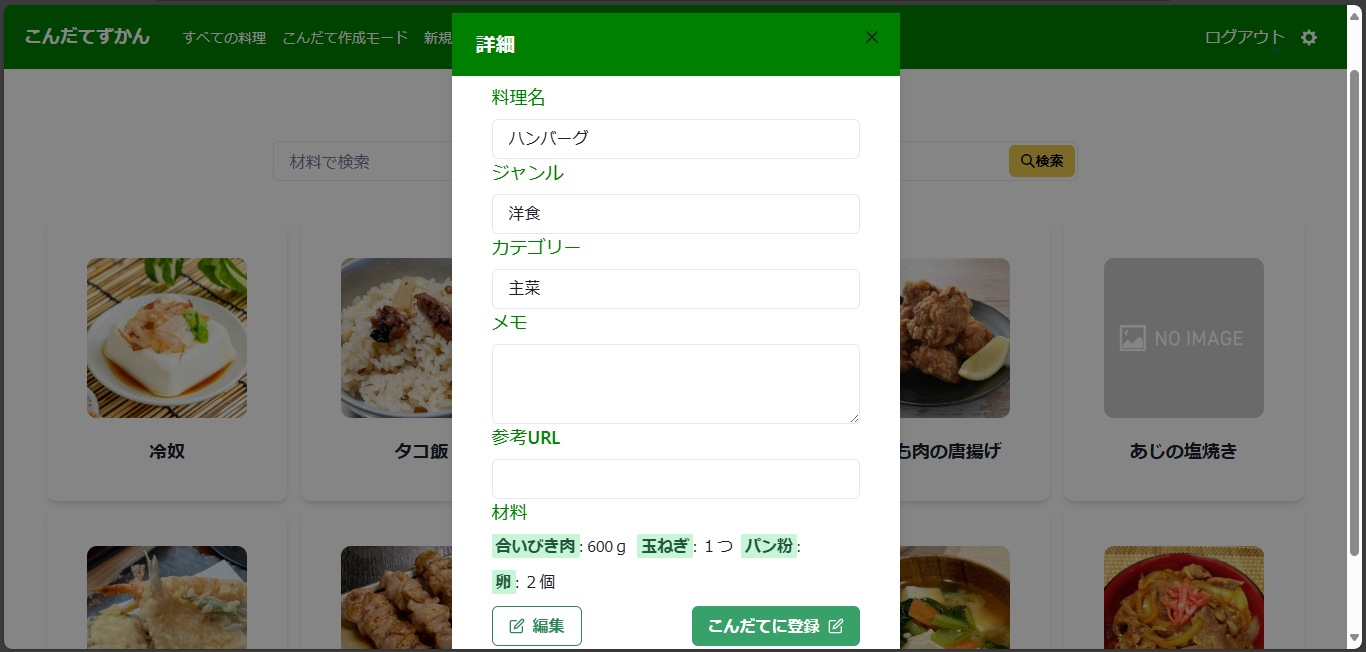 こんだてずかん すべての料理 こんだて作成モード 新規
ログアウト
詳細
材料で検索
検索
料理名
ハンバーグ
ジャンル
洋食
カテゴリー
主菜
メモ
参考URL
材料
合いびき肉: 600ｇ 玉ねぎ: １つ パン粉:
卵: ２個
編集 こんだてに登録
NO IMAGE
冷奴
タコ飯
も肉の唐揚げ
あじの塩焼き